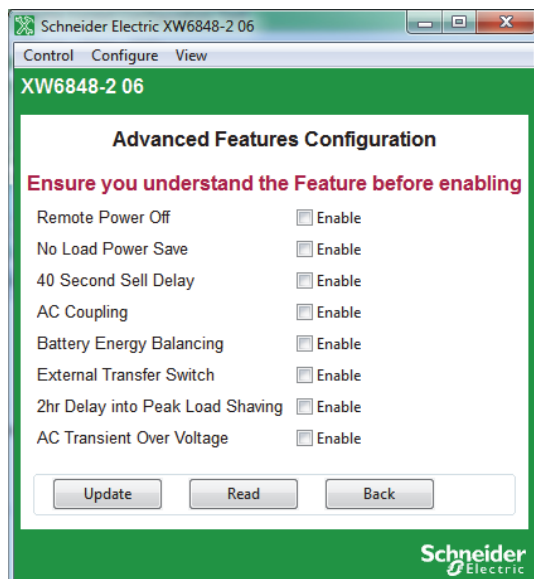 Schneider Electric XW6848-2 06
Control Configure View
XW6848-2 06
Advanced Features Configuration
Ensure you understand the Feature before enabling
Remote Power Off Enable
No Load Power Save Enable
40 Second Sell Delay Enable
AC Coupling Enable
Battery Energy Balancing Enable
External Transfer Switch Enable
2hr Delay into Peak Load Shaving Enable
AC Transient Over Voltage Enable
Update Read Back
Schneider
Electric